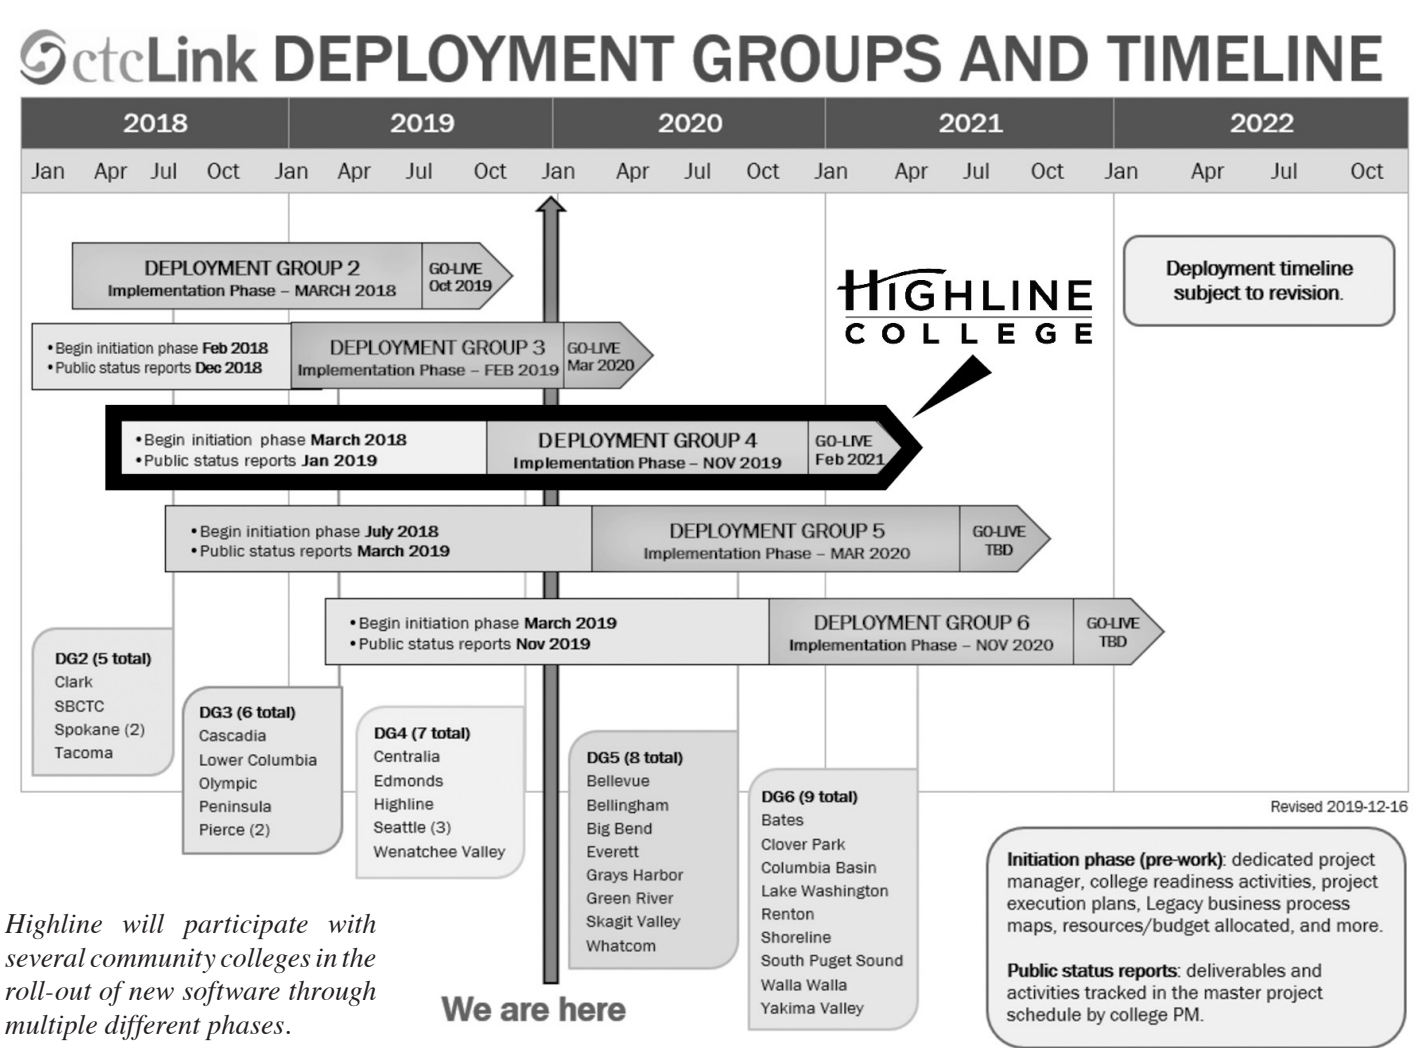 ctcLink DEPLOYMENT GROUPS AND TIMELINE
2018 2019 2020 2021 2022
Jan Apr Jul Oct Jan Apr Jul Oct Jan Apr Jul Oct Jan Apr Jul Oct Jan Apr Jul Oct
DEPLOYMENT GROUP 2
Implementation Phase – MARCH 2018
GO-LIVE
Oct 2019
Deployment timeline
subject to revision.
HIGHLINE
COLLEGE
• Begin initiation phase Feb 2018
• Public status reports Dec 2018
DEPLOYMENT GROUP 3
Implementation Phase – FEB 2019
GO-LIVE
Mar 2020
• Begin initiation phase March 2018
• Public status reports Jan 2019
DEPLOYMENT GROUP 4
Implementation Phase – NOV 2019
GO-LIVE
Feb 2021
• Begin initiation phase July 2018
• Public status reports March 2019
DEPLOYMENT GROUP 5
Implementation Phase – MAR 2020
GO-LIVE
TBD
• Begin initiation phase March 2019
• Public status reports Nov 2019
DEPLOYMENT GROUP 6
Implementation Phase – NOV 2020
GO-LIVE
TBD
DG2 (5 total)
Clark
SBCTC
Spokane (2)
Tacoma
DG3 (6 total)
Cascadia
Lower Columbia
Olympic
Peninsula
Pierce (2)
DG4 (7 total)
Centralia
Edmonds
Highline
Seattle (3)
Wenatchee Valley
DG5 (8 total)
Bellevue
Bellingham
Big Bend
Everett
Grays Harbor
Green River
Skagit Valley
Whatcom
DG6 (9 total)
Bates
Clover Park
Columbia Basin
Lake Washington
Renton
Shoreline
South Puget Sound
Walla Walla
Yakima Valley
Revised 2019-12-16
Initiation phase (pre-work): dedicated project
manager, college readiness activities, project
execution plans, Legacy business process
maps, resources/budget allocated, and more.
Public status reports: deliverables and
activities tracked in the master project
schedule by college PM.
We are here
Highline will participate with
several community colleges in the
roll-out of new software through
multiple different phases.